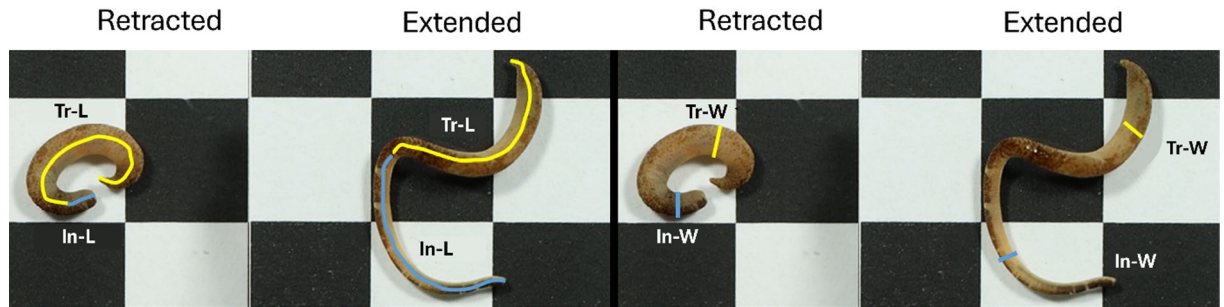 Retracted
Extended
Retracted
Extended
Tr-L
Tr-L
In-L
In-L
Tr-W
Tr-W
In-W
In-W